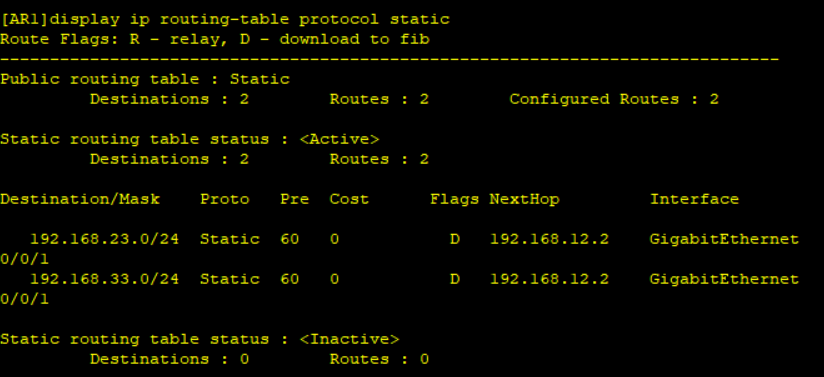 [AR1]display ip routing-table protocol static
Route Flags: R - relay, D - download to fib
------------------------------------------------------------------------------
Public routing table : Static
         Destinations : 2        Routes : 2        Configured Routes : 2
Static routing table status : <Active>
         Destinations : 2        Routes : 2
Destination/Mask    Proto   Pre  Cost      Flags NextHop         Interface
   192.168.23.0/24  Static  60   0           D   192.168.12.2    GigabitEthernet
0/0/1
   192.168.33.0/24  Static  60   0           D   192.168.12.2    GigabitEthernet
0/0/1
Static routing table status : <Inactive>
         Destinations : 0        Routes : 0